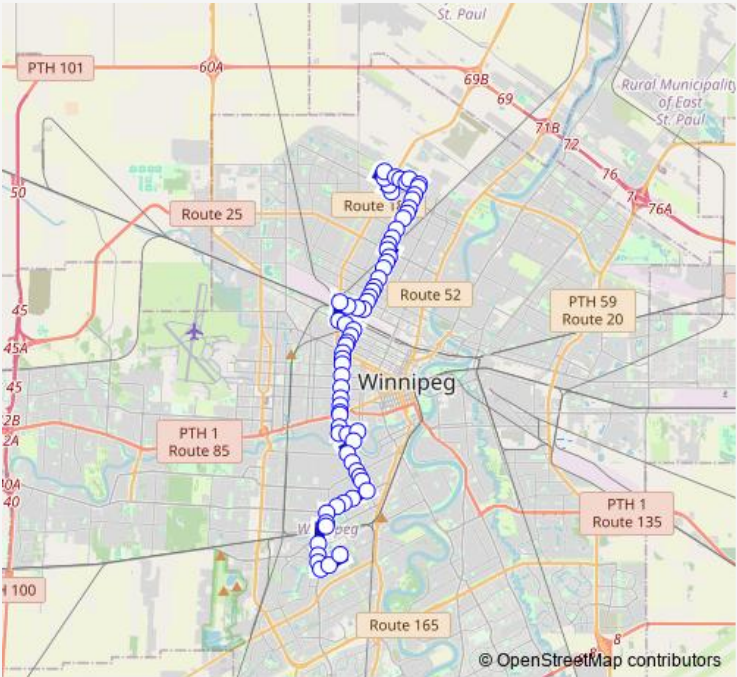 St. Paul
PTH 101
60A
69B
69
Rural Municipality
of East
St. Paul
71B
72
76
76A
50
Route 25
Route 18
Route 52
PTH 59
Route 20
45
45A
45
Winnipeg
2B
2A
PTH 1
Route 85
40
PTH 1
Route 135
100
Route 165
8
8
© OpenStreetMap contributors